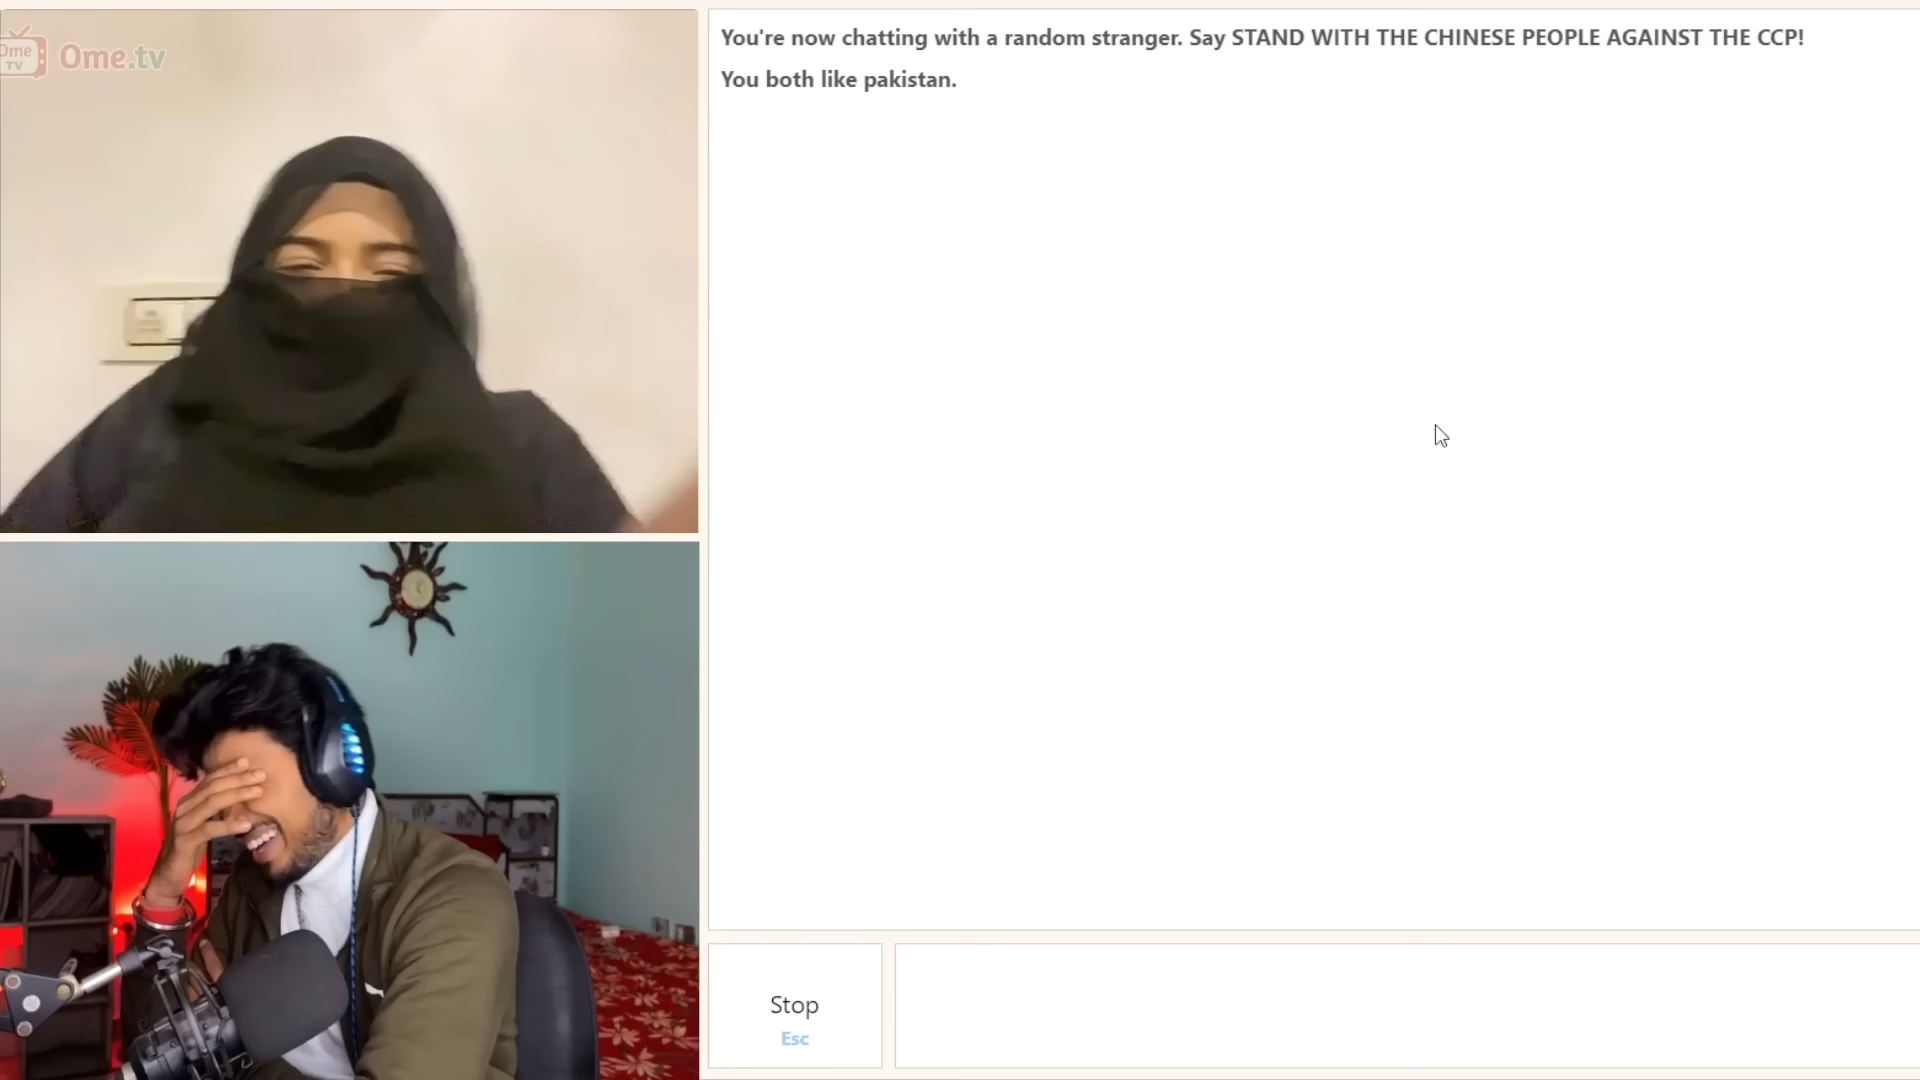 Ome
TV
Ome.tv
You're now chatting with a random stranger. Say STAND WITH THE CHINESE PEOPLE AGAINST THE CCP!
You both like pakistan.
Stop
Esc